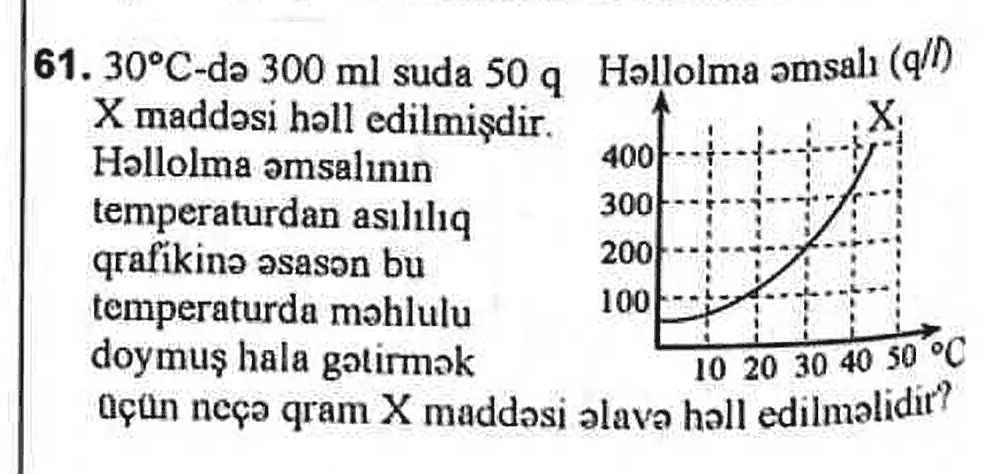 61. 30°C-də 300 ml suda 50 q
X maddəsi həll edilmişdir.
Həllolma əmsalının
temperaturdan asılılıq
qrafikinə əsasən bu
temperaturda məhlulu
doymuş hala gətirmək
üçün neçə qram X maddəsi əlavə həll edilməlidir?
Həllolma əmsalı (q/l)
X
400
300
200
100
10 20 30 40 50 °C